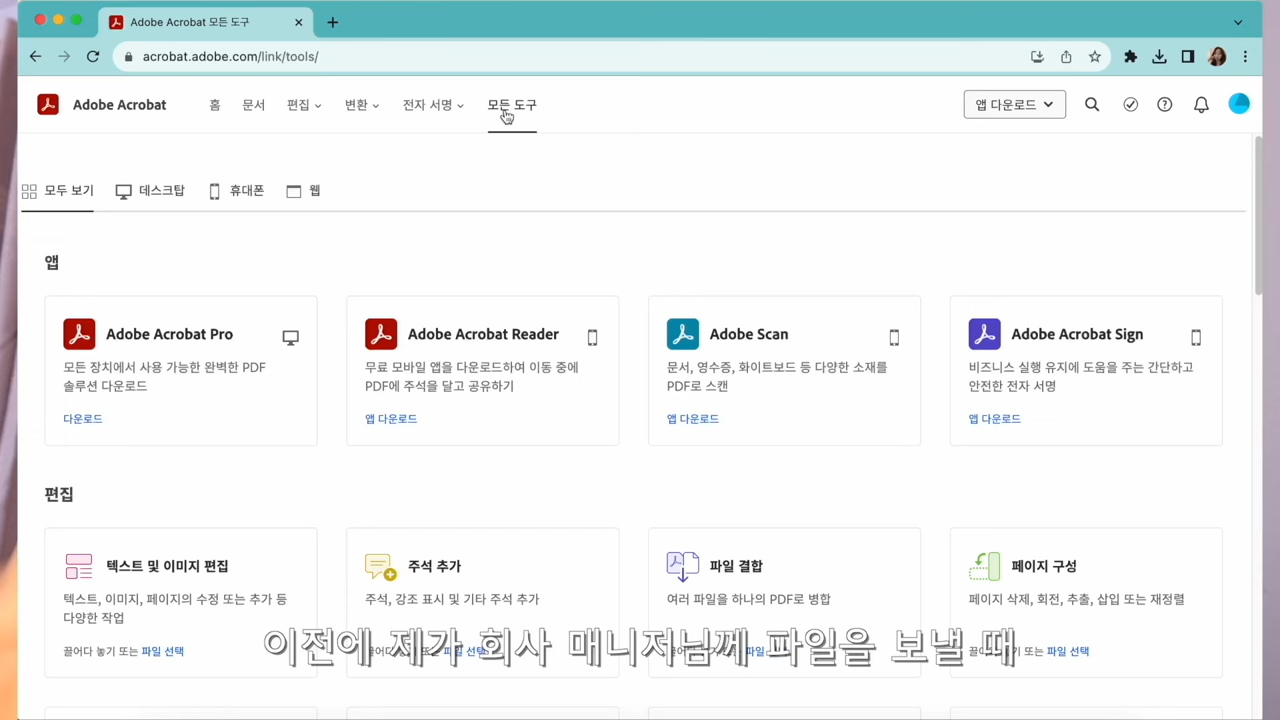 Adobe Acrobat 모든 도구
acrobat.adobe.com/link/tools/
Adobe Acrobat 홈 문서 편집 변환 전자 서명 모든 도구 앱 다운로드
모두 보기 데스크탑 휴대폰 웹
앱
Adobe Acrobat Pro
모든 장치에서 사용 가능한 완벽한 PDF
솔루션 다운로드
다운로드
Adobe Acrobat Reader
무료 모바일 앱을 다운로드하여 이동 중에
PDF에 주석을 달고 공유하기
앱 다운로드
Adobe Scan
문서, 영수증, 화이트보드 등 다양한 소재를
PDF로 스캔
앱 다운로드
Adobe Acrobat Sign
비즈니스 실행 유지에 도움을 주는 간단하고
안전한 전자 서명
앱 다운로드
편집
텍스트 및 이미지 편집
텍스트, 이미지, 페이지의 수정 또는 추가 등
다양한 작업
끌어다 놓기 또는 파일 선택
주석 추가
주석, 강조 표시 및 기타 주석 추가
파일 결합
여러 파일을 하나의 PDF로 병합
페이지 구성
페이지 삭제, 회전, 추출, 삽입 또는 재정렬
파일 선택
이전에 제가 회사 매니저님께 파일을 보낼 때